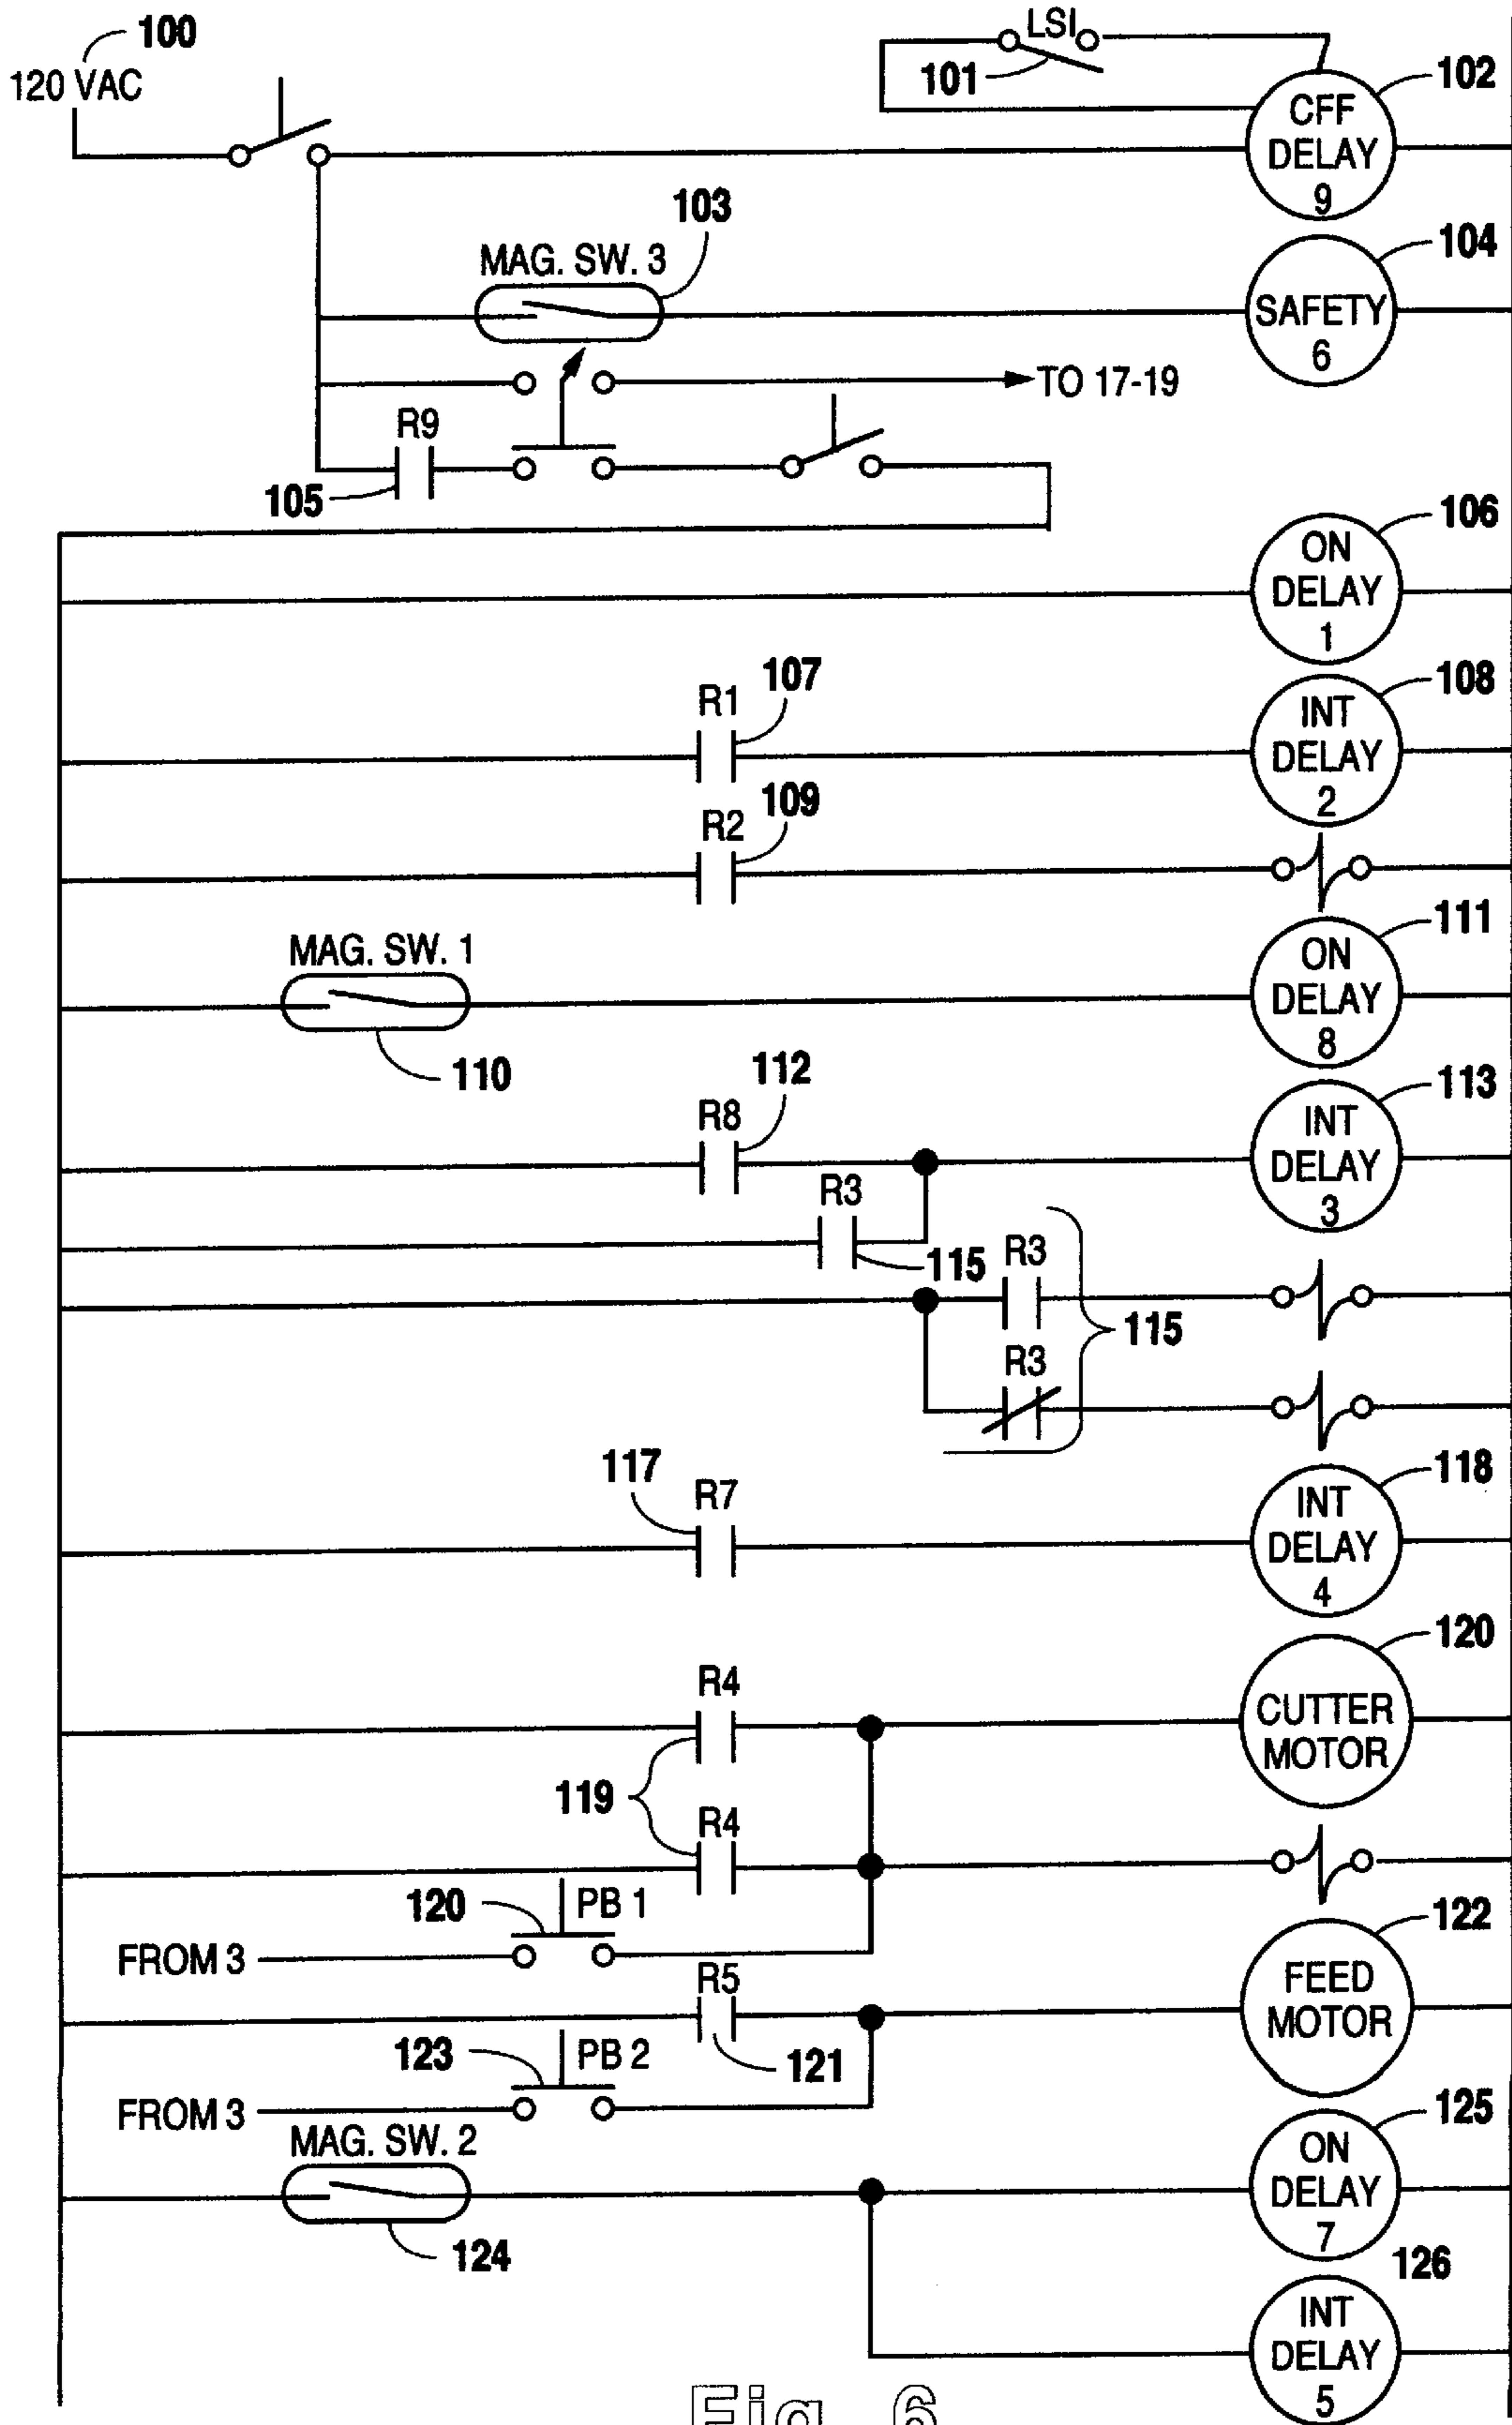 100
120 VAC
LSI
101
102
CFF
DELAY
9
103
MAG. SW. 3
104
SAFETY
6
TO 17-19
R9
105
106
ON
DELAY
1
R1
107
108
INT
DELAY
2
R2
109
MAG. SW. 1
110
111
ON
DELAY
8
R8
112
113
INT
DELAY
3
R3
115
R3
R3
115
117
R7
118
INT
DELAY
4
R4
120
CUTTER
MOTOR
119
R4
120
PB 1
FROM 3
R5
121
122
FEED
MOTOR
123
PB 2
FROM 3
MAG. SW. 2
124
125
ON
DELAY
7
126
INT
DELAY
5
Fig. 6